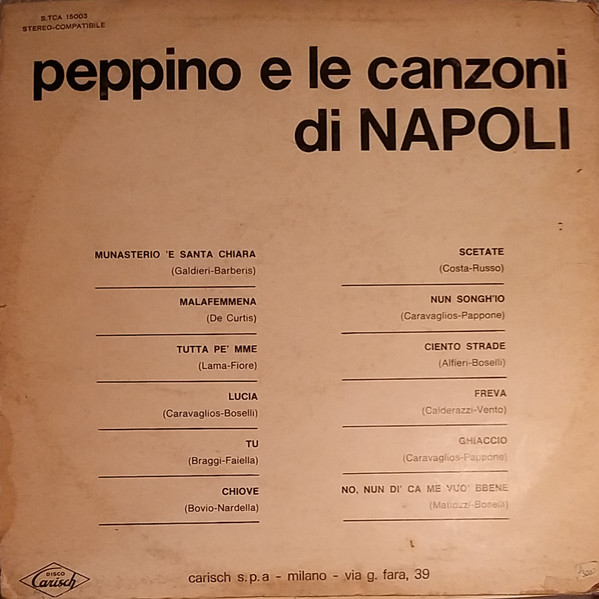 S.TCA 15003
STEREO-COMPATIBILE
peppino e le canzoni
di NAPOLI
MUNASTERIO 'E SANTA CHIARA
(Galdieri-Barberis)
MALAFEMMENA
(De Curtis)
TUTTA PE' MME
(Lama-Fiore)
LUCIA
(Caravaglios-Boselli)
TU
(Braggi-Faiella)
CHIOVE
(Bovio-Nardella)
SCETATE
(Costa-Russo)
NUN SONGH'IO
(Caravaglios-Pappone)
CIENTO STRADE
(Alfieri-Boselli)
FREVA
(Calderazzi-Vento)
GHIACCIO
(Caravaglios-Pappone)
NO, NUN DI' CA ME VUO' BBENE
DISCO
Carisch
carisch s.p.a - milano - via g. fara, 39